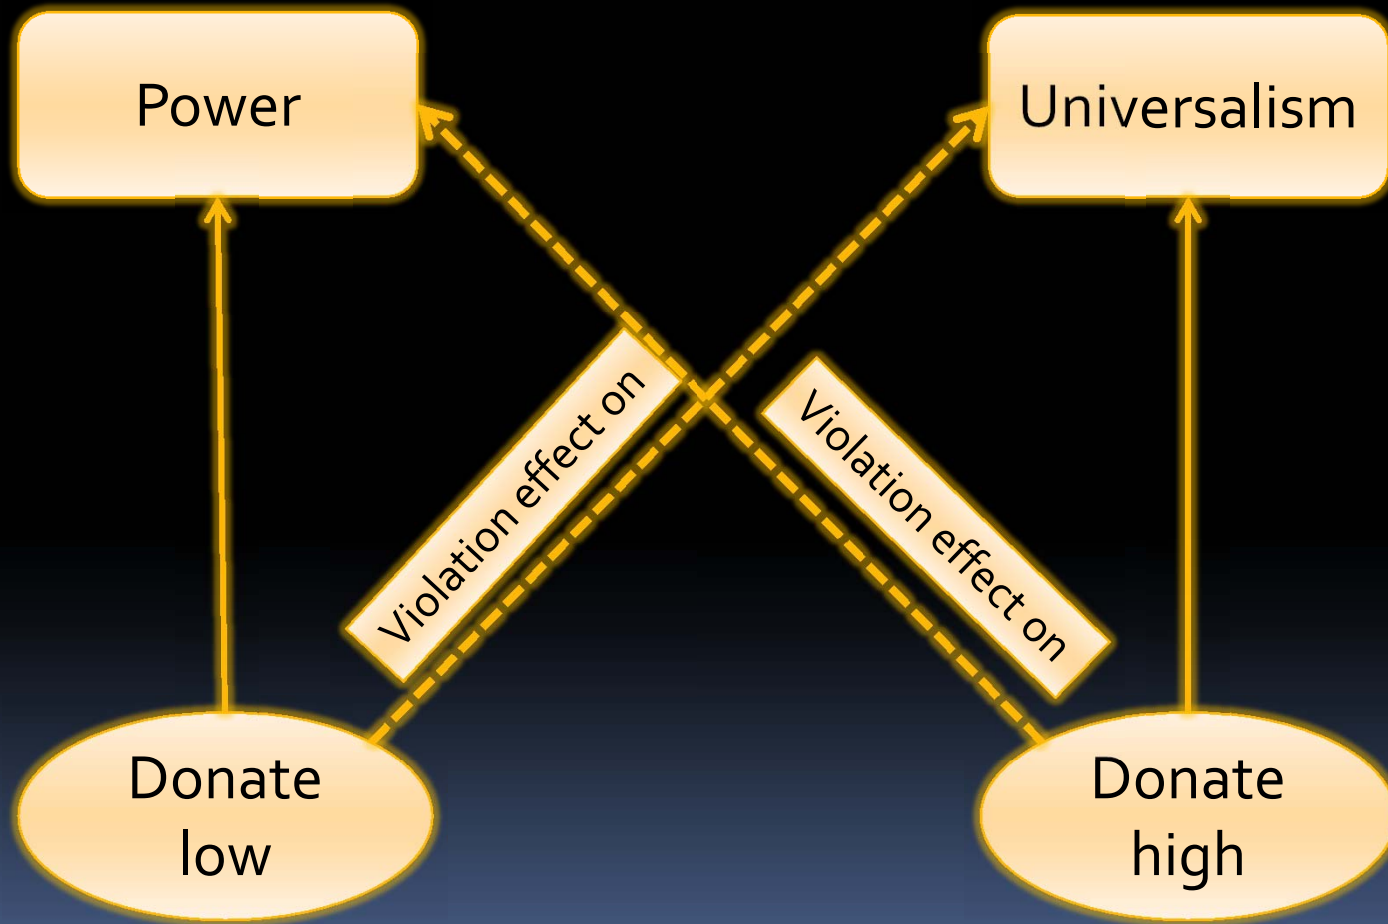 Power
Universalism
Violation effect on
Violation effect on
Donate
low
Donate
high